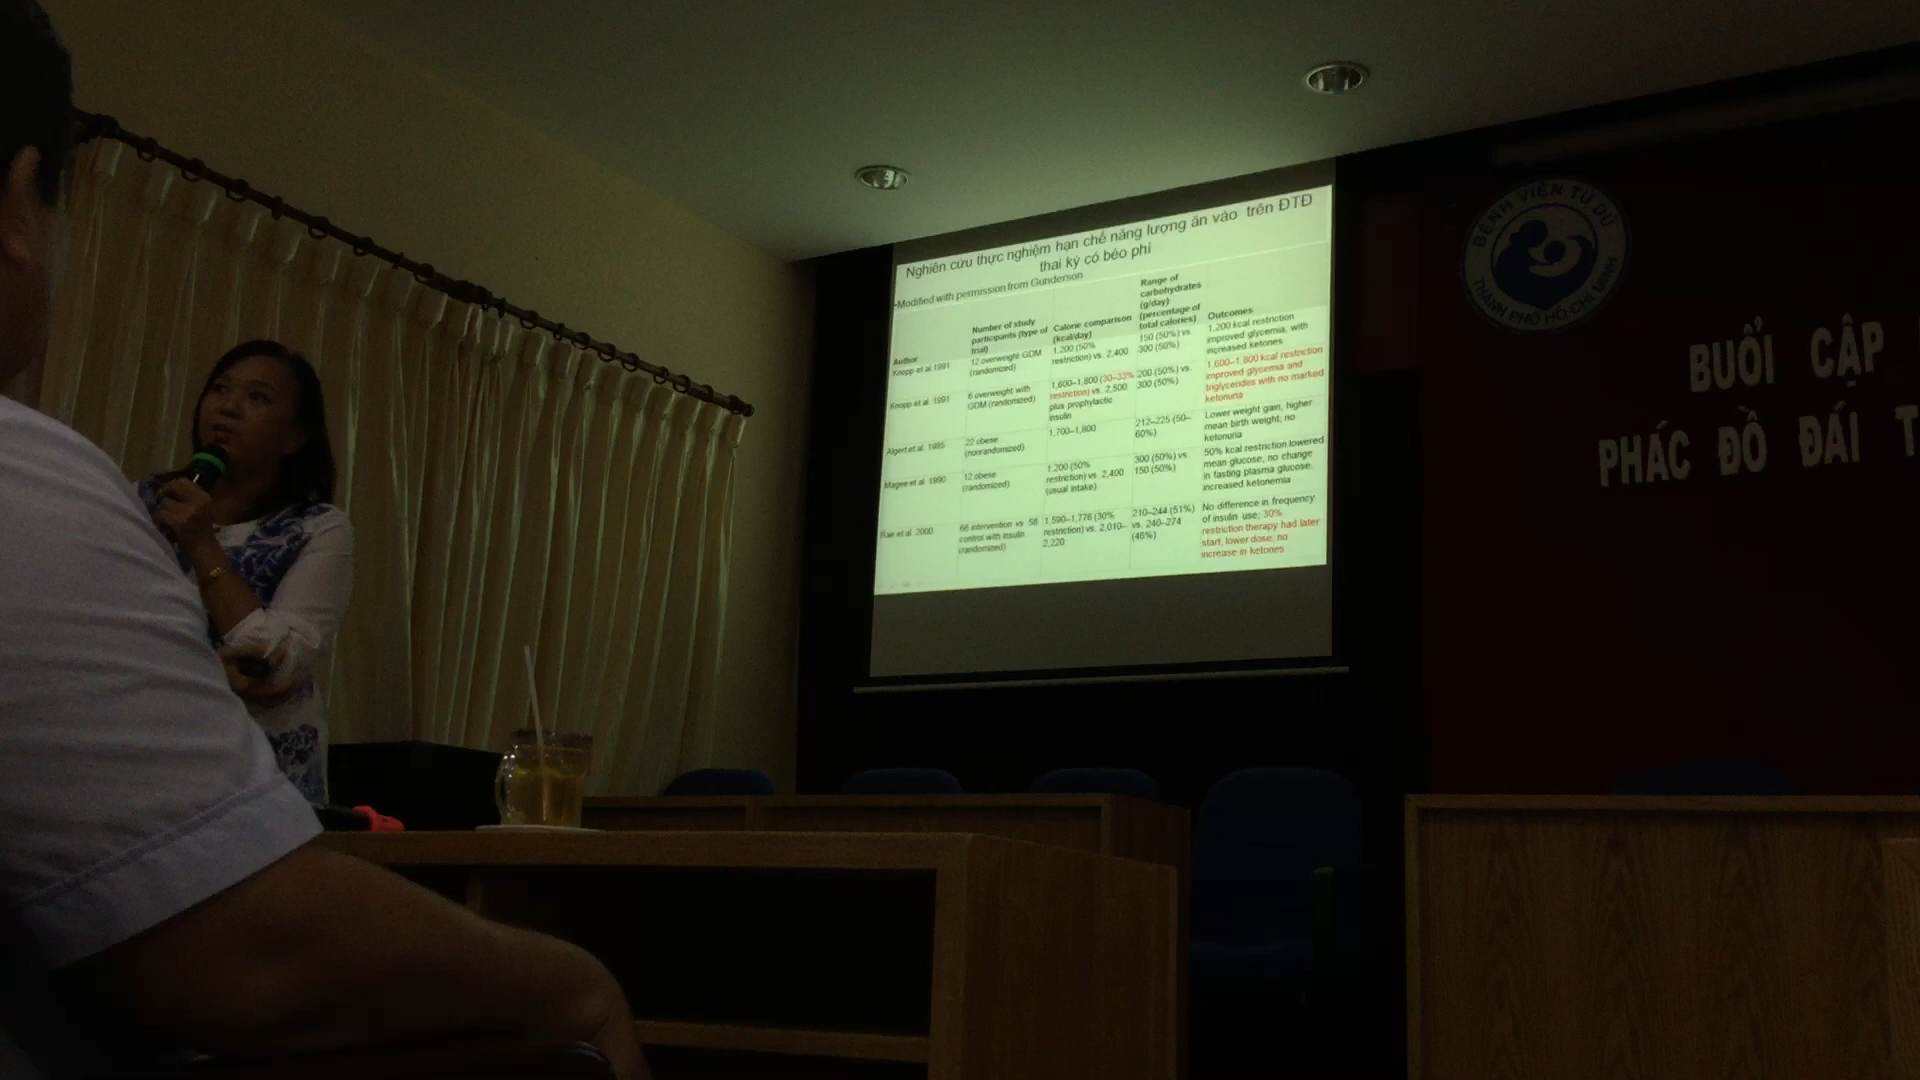 Nghiên cứu thực nghiệm hạn chế năng lượng ăn vào trên ĐTĐ
thai kỳ có béo phì
•Modified with permission from Gunderson
Author
Number of study
participants (type of
trial)
Calorie comparison
(kcal/day)
Range of
carbohydrates
(g/day)
(percentage of
total calories)
Outcomes
Knopp et al.1991
12 overweight GDM
(randomized)
1,200 (50%
restriction) vs. 2,400
150 (50%) vs.
300 (50%)
1,200 kcal restriction
improved glycemia, with
increased ketones
Knopp et al. 1991
6 overweight with
GDM (randomized)
1,600–1,800 (30–33%
restriction) vs. 2,500
plus prophylactic
insulin
200 (50%) vs.
300 (50%)
1,600–1,800 kcal restriction
improved glycemia and
triglycerides with no marked
ketonuria
Algert et al. 1985
22 obese
(nonrandomized)
1,700–1,800
212–225 (50–
60%)
Lower weight gain, higher
mean birth weight; no
ketonuria
Magee et al. 1990
12 obese
(randomized)
1,200 (50%
restriction) vs. 2,400
(usual intake)
300 (50%) vs.
150 (50%)
50% kcal restriction lowered
mean glucose, no change
in fasting plasma glucose,
increased ketonemia
Rae et al. 2000
66 intervention vs. 58
control with insulin
(randomized)
1,590–1,776 (30%
restriction) vs. 2,010–
2,220
210–244 (51%)
vs. 240–274
(46%)
No difference in frequency
of insulin use; 30%
restriction therapy had later
start, lower dose; no
increase in ketones
BỆNH VIỆN TỪ DŨ
THÀNH PHỐ HỒ CHÍ MINH
BUỔI CẬP
PHÁC ĐỒ ĐÁI T